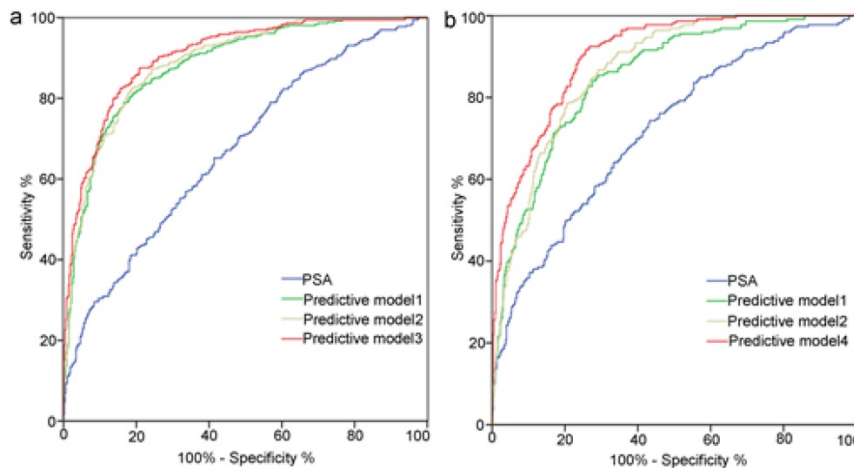 a
100
80
60
40
20
0
Sensitivity %
PSA
Predictive model1
Predictive model2
Predictive model3
0 20 40 60 80 100
100% - Specificity %
b
100
80
60
40
20
0
Sensitivity %
PSA
Predictive model1
Predictive model2
Predictive model4
0 20 40 60 80 100
100% - Specificity %